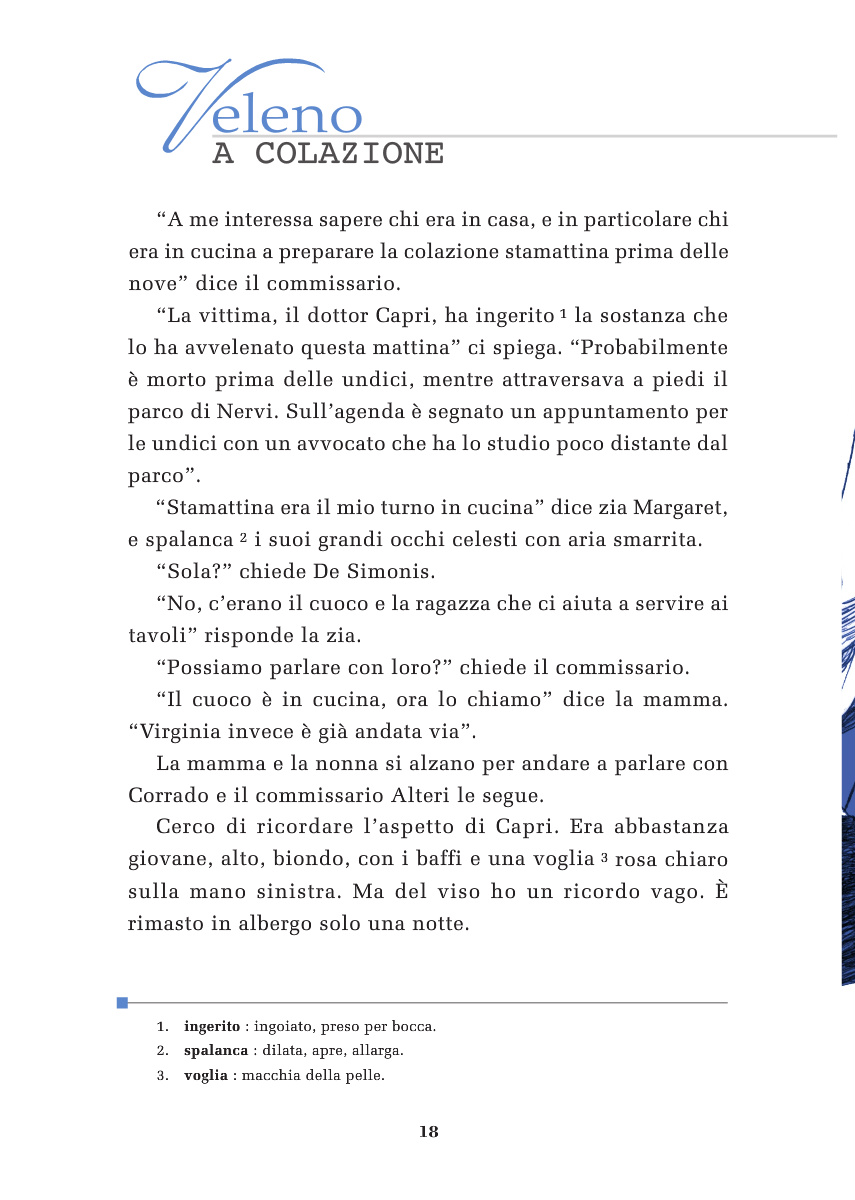 Veleno
A COLAZIONE
“A me interessa sapere chi era in casa, e in particolare chi
era in cucina a preparare la colazione stamattina prima delle
nove” dice il commissario.
“La vittima, il dottor Capri, ha ingerito 1 la sostanza che
lo ha avvelenato questa mattina” ci spiega. “Probabilmente
è morto prima delle undici, mentre attraversava a piedi il
parco di Nervi. Sull’agenda è segnato un appuntamento per
le undici con un avvocato che ha lo studio poco distante dal
parco”.
“Stamattina era il mio turno in cucina” dice zia Margaret,
e spalanca 2 i suoi grandi occhi celesti con aria smarrita.
“Sola?” chiede De Simonis.
“No, c’erano il cuoco e la ragazza che ci aiuta a servire ai
tavoli” risponde la zia.
“Possiamo parlare con loro?” chiede il commissario.
“Il cuoco è in cucina, ora lo chiamo” dice la mamma.
“Virginia invece è già andata via”.
La mamma e la nonna si alzano per andare a parlare con
Corrado e il commissario Alteri le segue.
Cerco di ricordare l’aspetto di Capri. Era abbastanza
giovane, alto, biondo, con i baffi e una voglia 3 rosa chiaro
sulla mano sinistra. Ma del viso ho un ricordo vago. È
rimasto in albergo solo una notte.
1. ingerito : ingoiato, preso per bocca.
2. spalanca : dilata, apre, allarga.
3. voglia : macchia della pelle.
18